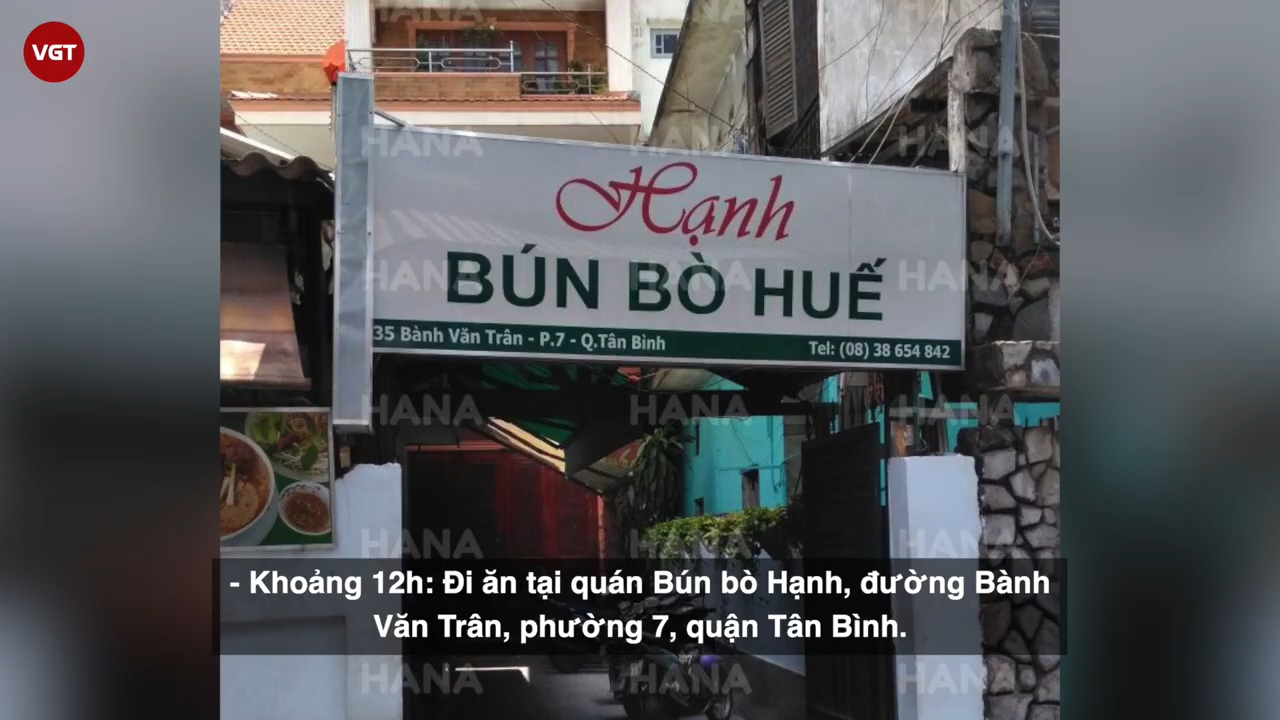 VGT
Hạnh
BÚN BÒ HUẾ
35 Bành Văn Trân - P.7 - Q.Tân Bình
Tel: (08) 38 654 842
HANA
- Khoảng 12h: Đi ăn tại quán Bún bò Hạnh, đường Bành
Văn Trân, phường 7, quận Tân Bình.